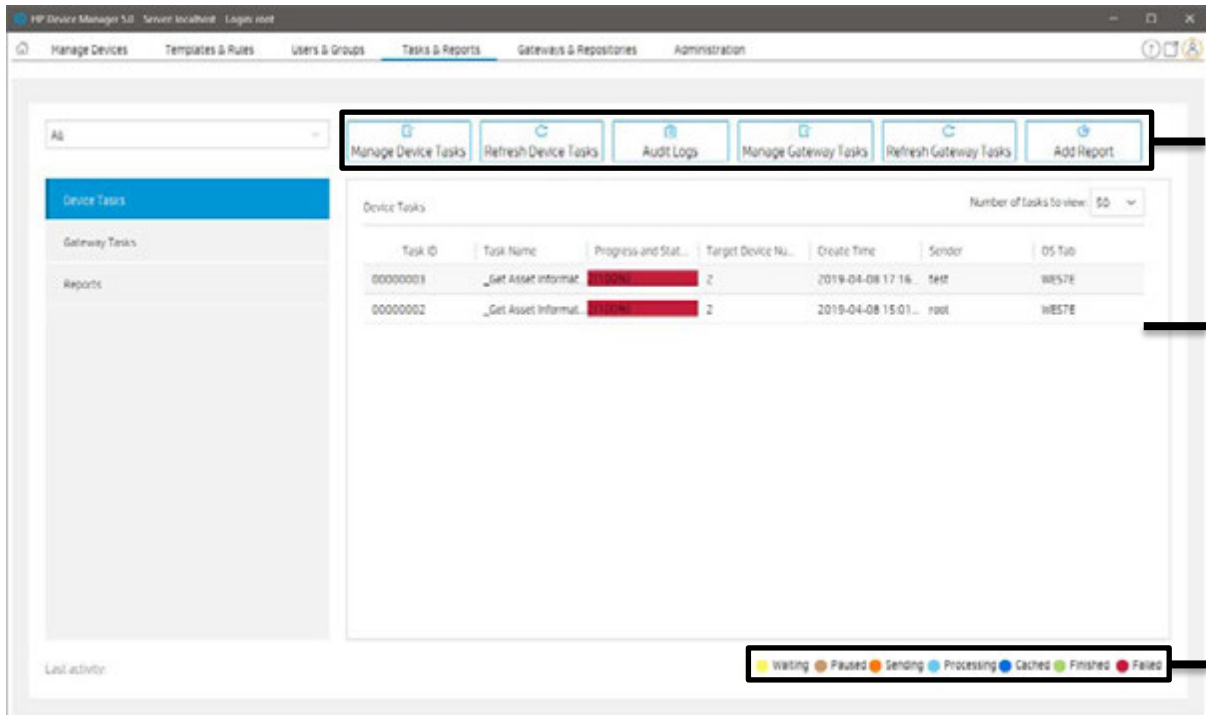 HP Device Manager 5.0 Server localhost Login root
Manage Devices Templates & Rules Users & Groups Tasks & Reports Gateways & Repositories Administration
All
Manage Device Tasks Refresh Device Tasks Audit Logs Manage Gateway Tasks Refresh Gateway Tasks Add Report
Device Tasks
Gateway Tasks
Reports
Device Tasks
Number of tasks to view: 50
Task ID Task Name Progress and Stat... Target Device Nu... Create Time Sender OS Tab
00000003 _Get Asset Informat... 2(100%) 2 2019-04-08 17:16... test WES7E
00000002 _Get Asset Informat... 2(100%) 2 2019-04-08 15:01... root WES7E
Last activity:
Waiting Paused Sending Processing Cached Finished Failed